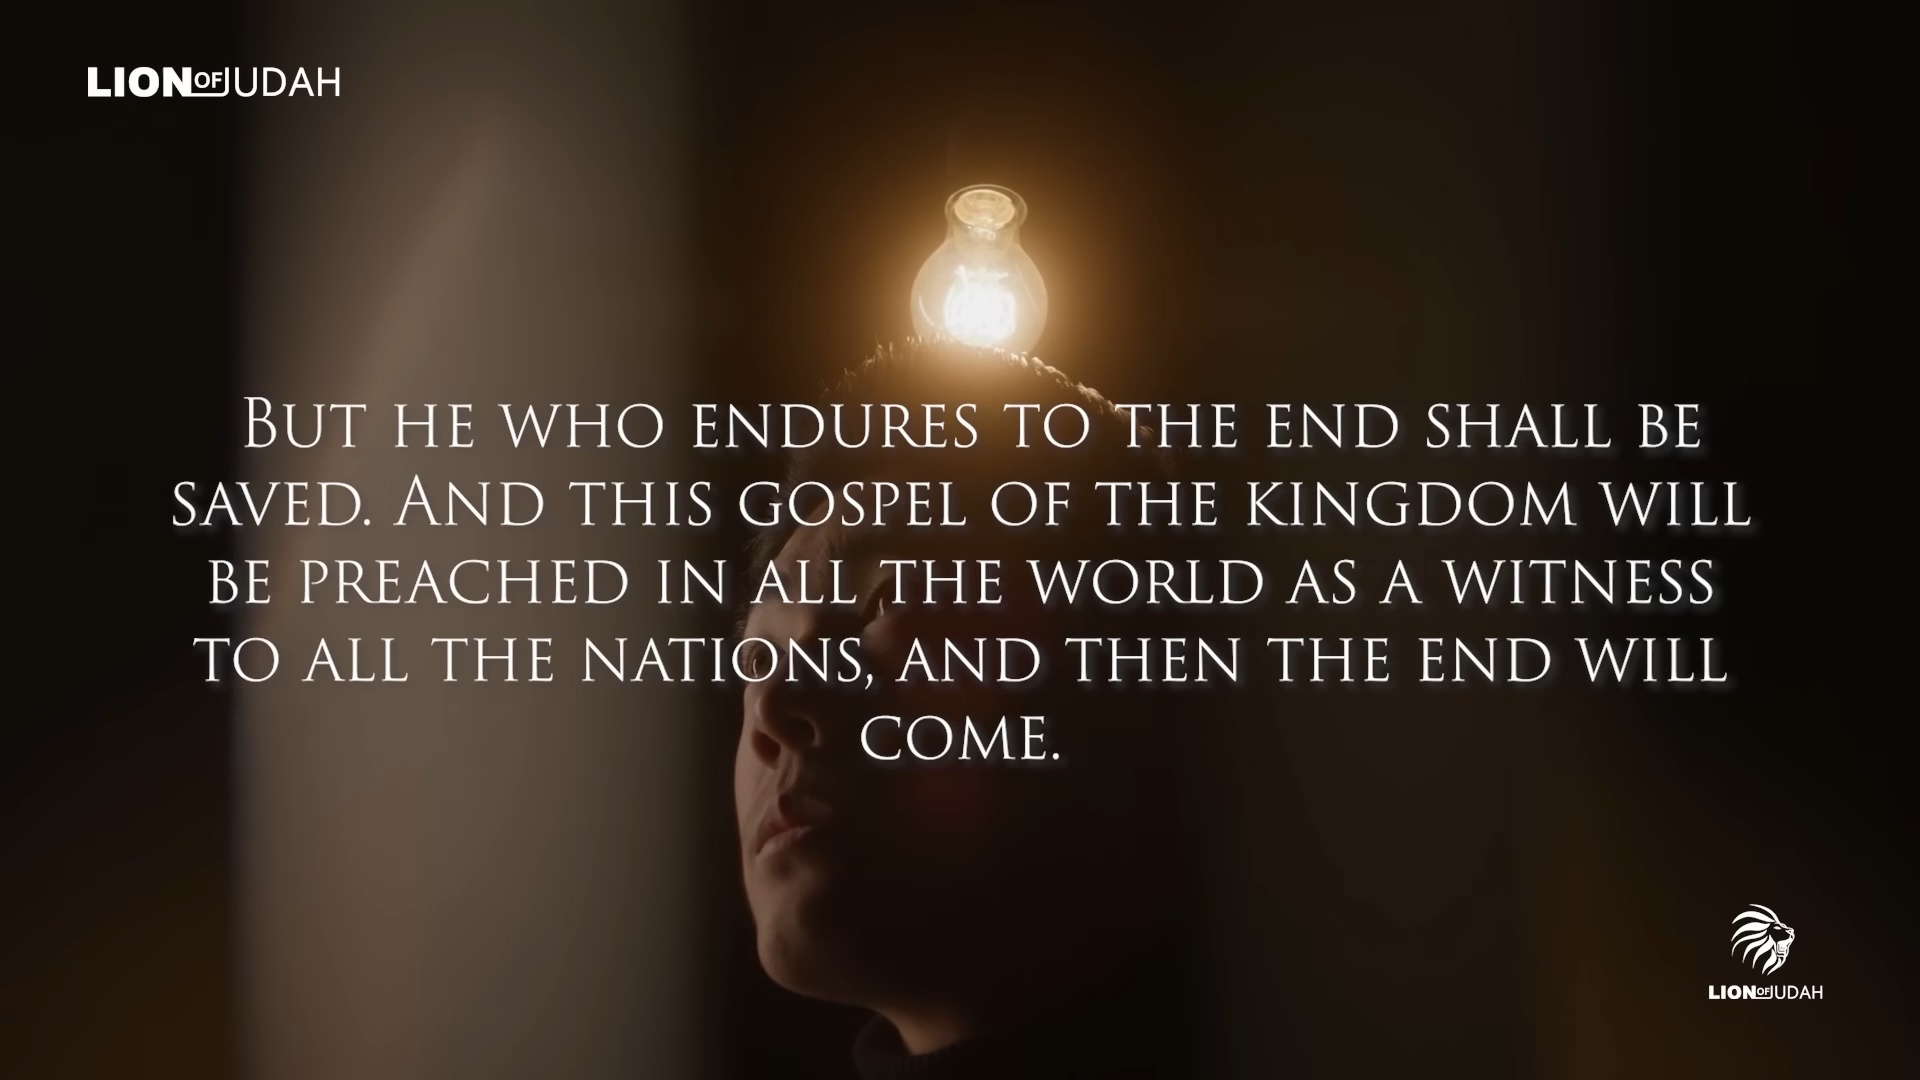 LION OF JUDAH
But he who endures to the end shall be
saved. And this gospel of the kingdom will
be preached in all the world as a witness
to all the nations, and then the end will
come.
LION OF JUDAH